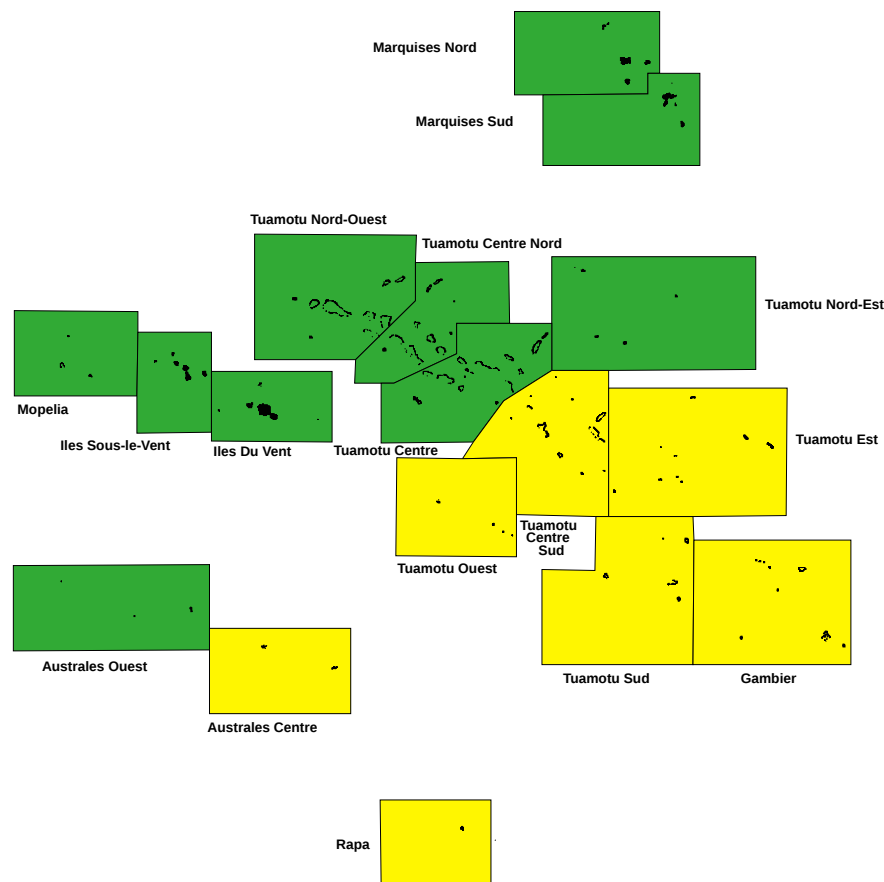 Marquises Nord
Marquises Sud
Tuamotu Nord-Ouest
Tuamotu Centre Nord
Tuamotu Nord-Est
Mopelia
Iles Sous-le-Vent
Iles Du Vent
Tuamotu Centre
Tuamotu Est
Tuamotu
Centre
Sud
Tuamotu Ouest
Australes Ouest
Tuamotu Sud
Gambier
Australes Centre
Rapa